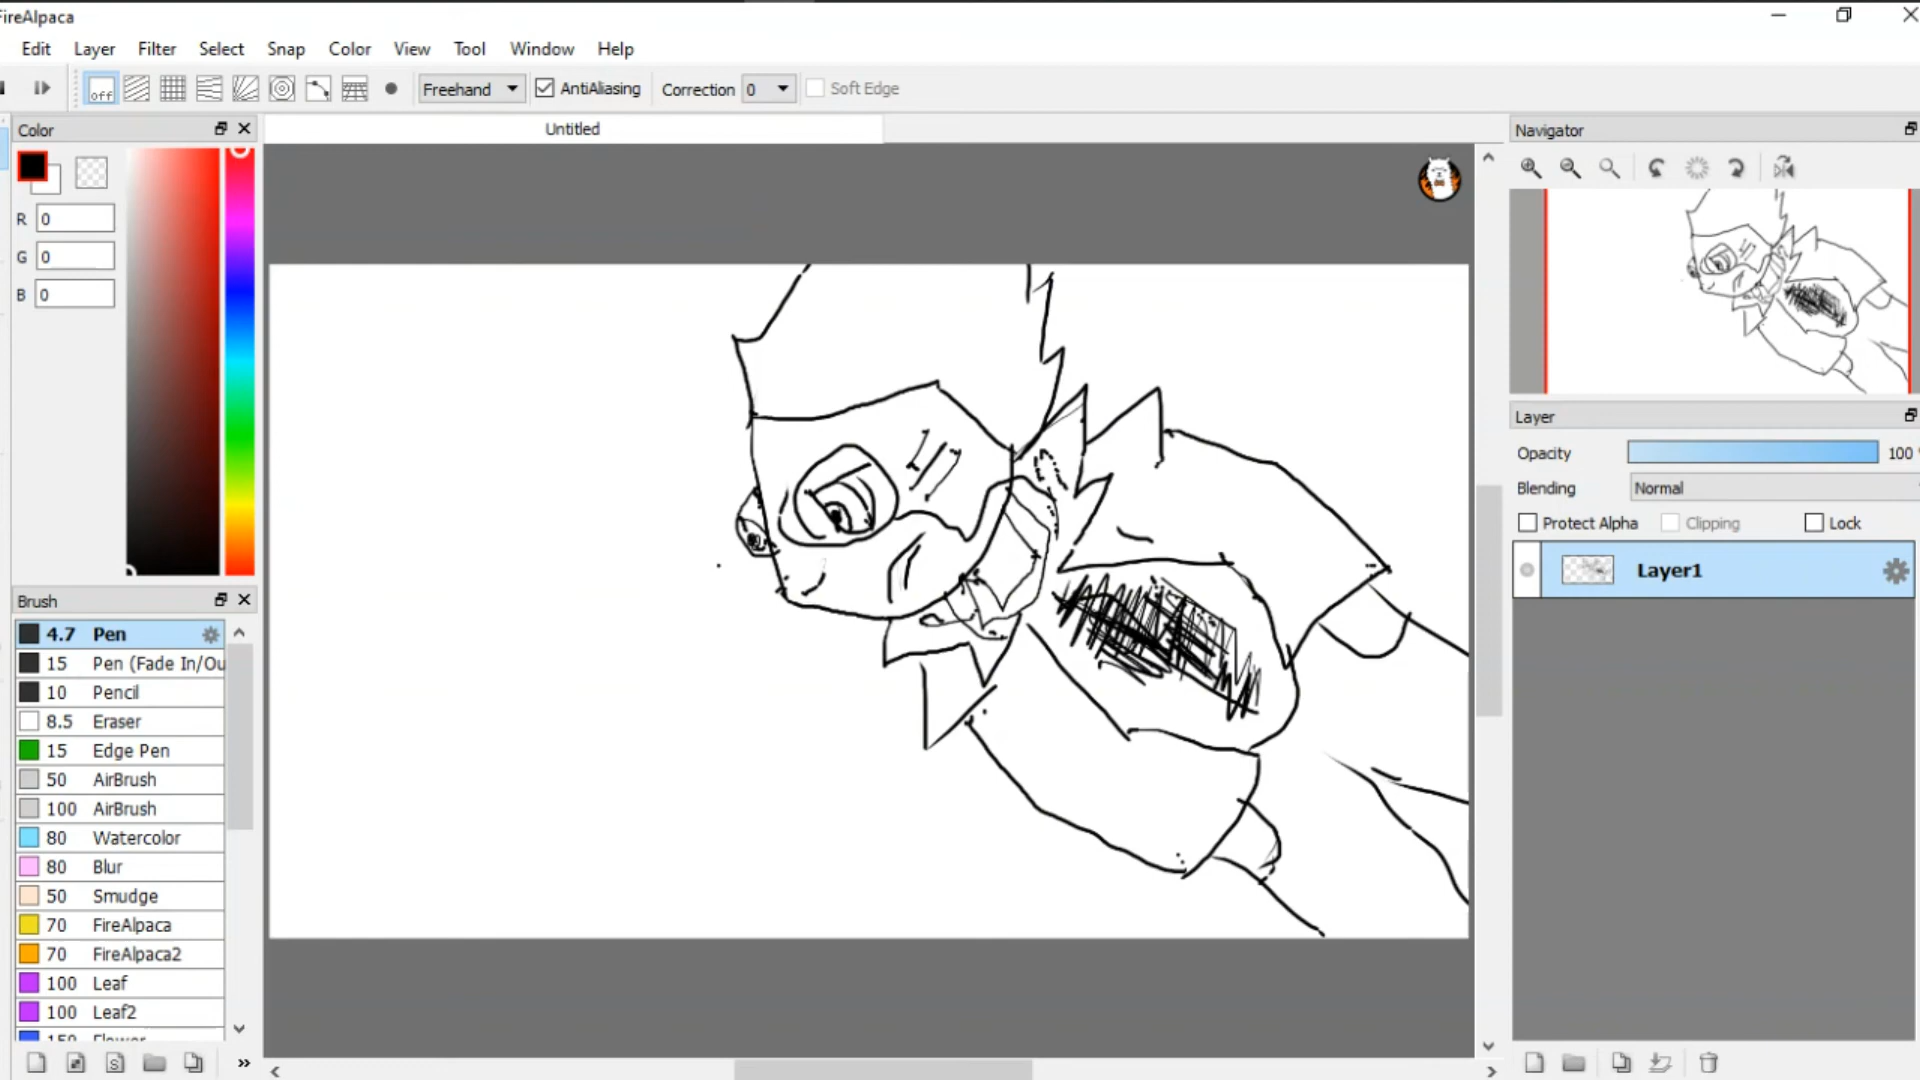 FireAlpaca
Edit Layer Filter Select Snap Color View Tool Window Help
off Freehand AntiAliasing Correction 0 Soft Edge
Color
Untitled
Navigator
R 0
G 0
B 0
Layer
Opacity 100
Blending Normal
Protect Alpha Clipping Lock
Layer1
Brush
4.7 Pen
15 Pen (Fade In/Ou
10 Pencil
8.5 Eraser
15 Edge Pen
50 AirBrush
100 AirBrush
80 Watercolor
80 Blur
50 Smudge
70 FireAlpaca
70 FireAlpaca2
100 Leaf
100 Leaf2
150 Flower